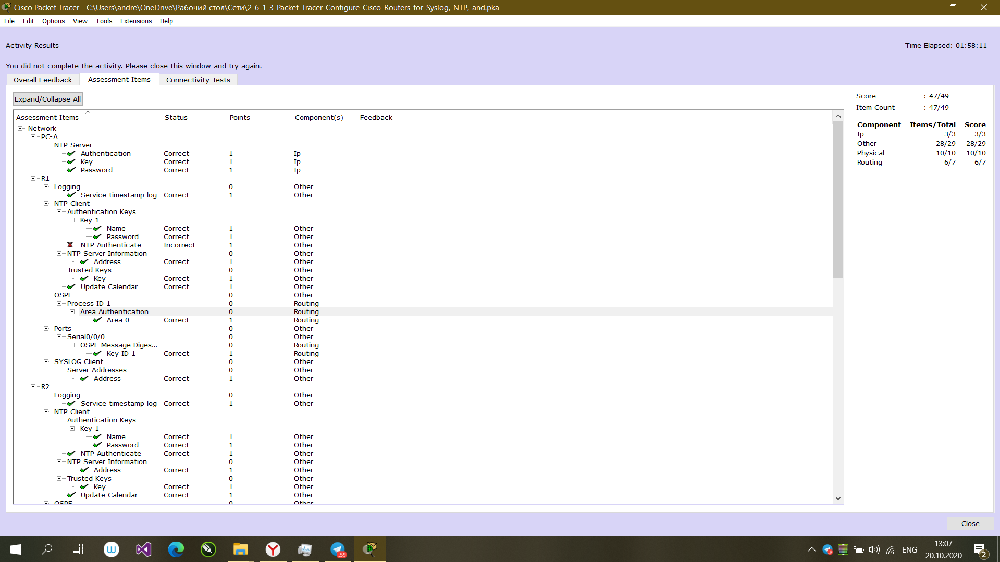 Cisco Packet Tracer - C:\Users\andre\OneDrive\Рабочий стол\Сети\2_6_1_3_Packet_Tracer_Configure_Cisco_Routers_for_Syslog,_NTP,_and.pka
File Edit Options View Tools Extensions Help
Activity Results Time Elapsed: 01:58:11
You did not complete the activity. Please close this window and try again.
Overall Feedback Assessment Items Connectivity Tests
Expand/Collapse All
Score : 47/49
Item Count : 47/49
Component Items/Total Score
Ip 3/3 3/3
Other 28/29 28/29
Physical 10/10 10/10
Routing 6/7 6/7
Assessment Items Status Points Component(s) Feedback
Network
PC-A
NTP Server
Authentication Correct 1 Ip
Key Correct 1 Ip
Password Correct 1 Ip
R1
Logging 0 Other
Service timestamp log Correct 1 Other
NTP Client
Authentication Keys
Key 1
Name Correct 1 Other
Password Correct 1 Other
NTP Authenticate Incorrect 1 Other
NTP Server Information 0 Other
Address Correct 1 Other
Trusted Keys 0 Other
Key Correct 1 Other
Update Calendar Correct 1 Other
OSPF 0 Other
Process ID 1 0 Routing
Area Authentication 0 Routing
Area 0 Correct 1 Routing
Ports 0 Other
Serial0/0/0 0 Other
OSPF Message Diges... 0 Routing
Key ID 1 Correct 1 Routing
SYSLOG Client 0 Other
Server Addresses 0 Other
Address Correct 1 Other
R2
Logging 0 Other
Service timestamp log Correct 1 Other
NTP Client
Authentication Keys
Key 1
Name Correct 1 Other
Password Correct 1 Other
NTP Authenticate Correct 1 Other
NTP Server Information 0 Other
Address Correct 1 Other
Trusted Keys 0 Other
Key Correct 1 Other
Update Calendar Correct 1 Other
OSPF 0 Other
Close
..59
ENG
13:07
20.10.2020
2